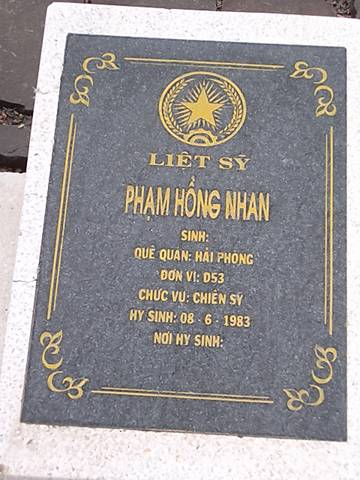 LIỆT SỸ
PHẠM HỒNG NHAN
SINH:
QUÊ QUÁN: HẢI PHÒNG
ĐƠN VỊ: D53
CHỨC VỤ: CHIẾN SỸ
HY SINH: 08 - 6 - 1983
NƠI HY SINH: